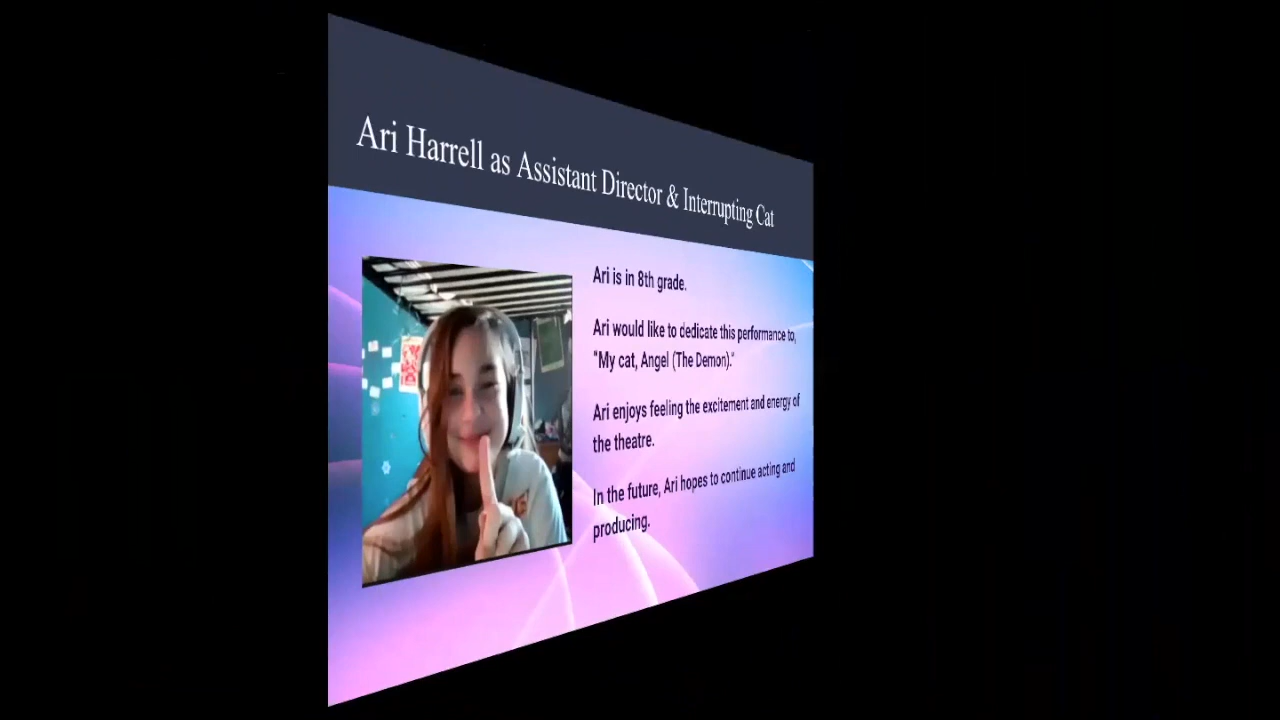 Ari Harrell as Assistant Director & Interrupting Cat
Ari is in 8th grade.
Ari would like to dedicate this performance to,
"My cat, Angel (The Demon)."
Ari enjoys feeling the excitement and energy of
the theatre.
In the future, Ari hopes to continue acting and
producing.